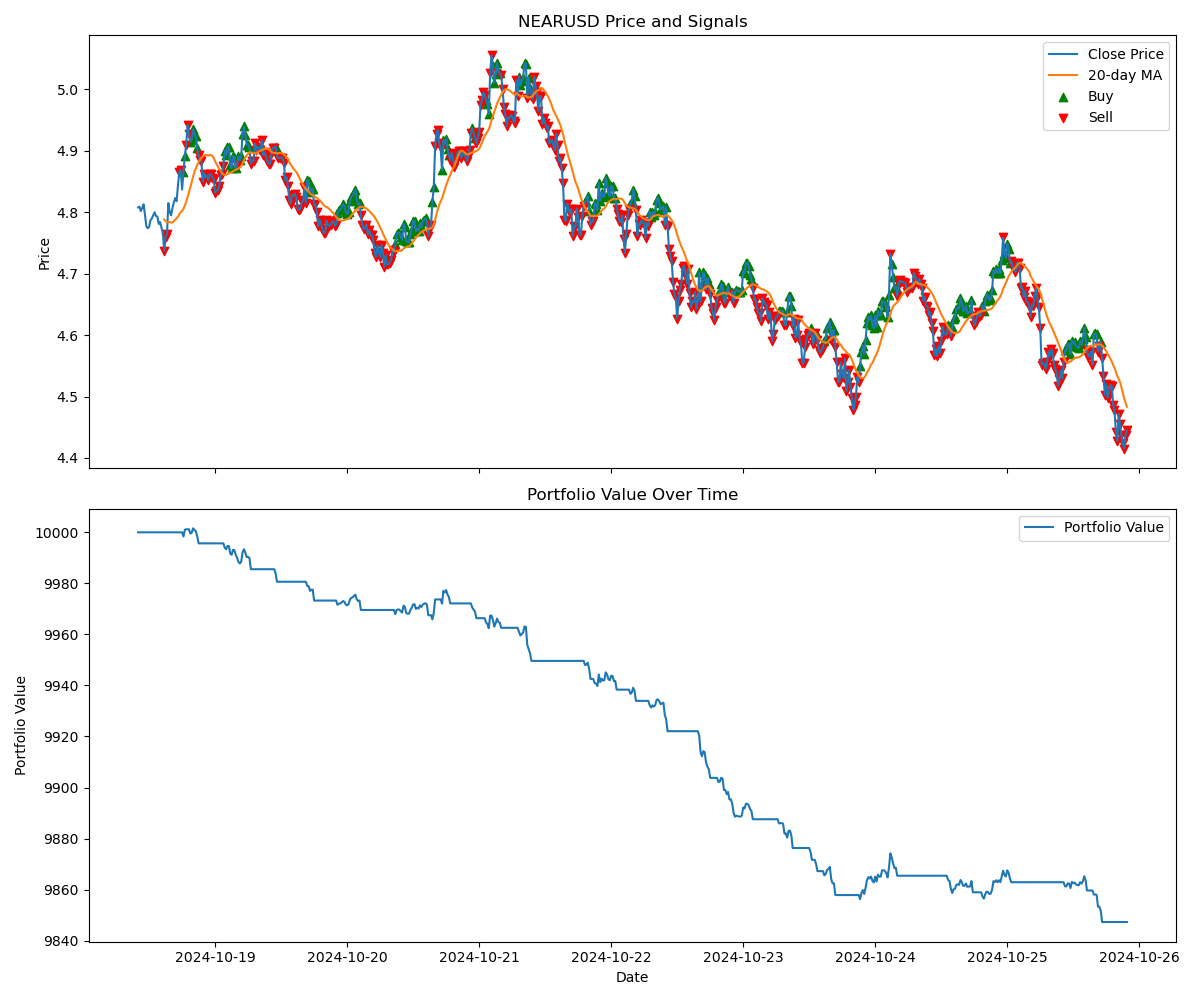 NEARUSD Price and Signals
Price
5.0
4.9
4.8
4.7
4.6
4.5
4.4
Close Price
20-day MA
Buy
Sell
Portfolio Value Over Time
Portfolio Value
10000
9980
9960
9940
9920
9900
9880
9860
9840
Portfolio Value
2024-10-19
2024-10-20
2024-10-21
2024-10-22
2024-10-23
2024-10-24
2024-10-25
2024-10-26
Date